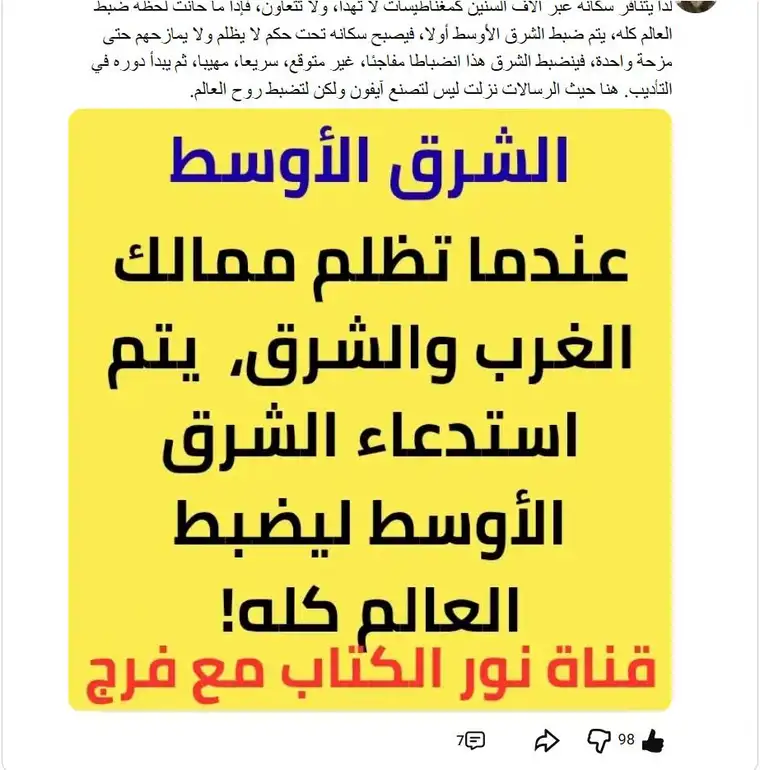 لذا يتنافر سكانه عبر آلاف السنين كمغناطيسات لا تهدأ، ولا تتعاون، فإذا ما حانت لحظة ضبط
العالم كله، يتم ضبط الشرق الأوسط أولا، فيصبح سكانه تحت حكم لا يظلم ولا يمازحهم حتى
مزحة واحدة، فينضبط الشرق هذا انضباطا مفاجئا، غير متوقع، سريعا، مهيبا، ثم يبدأ دوره في
التأديب. هنا حيث الرسالات نزلت ليس لتصنع آيفون ولكن لتضبط روح العالم.
الشرق الأوسط
عندما تظلم ممالك
الغرب والشرق، يتم
استدعاء الشرق
الأوسط ليضبط
العالم كله!
قناة نور الكتاب مع فرج
98
7